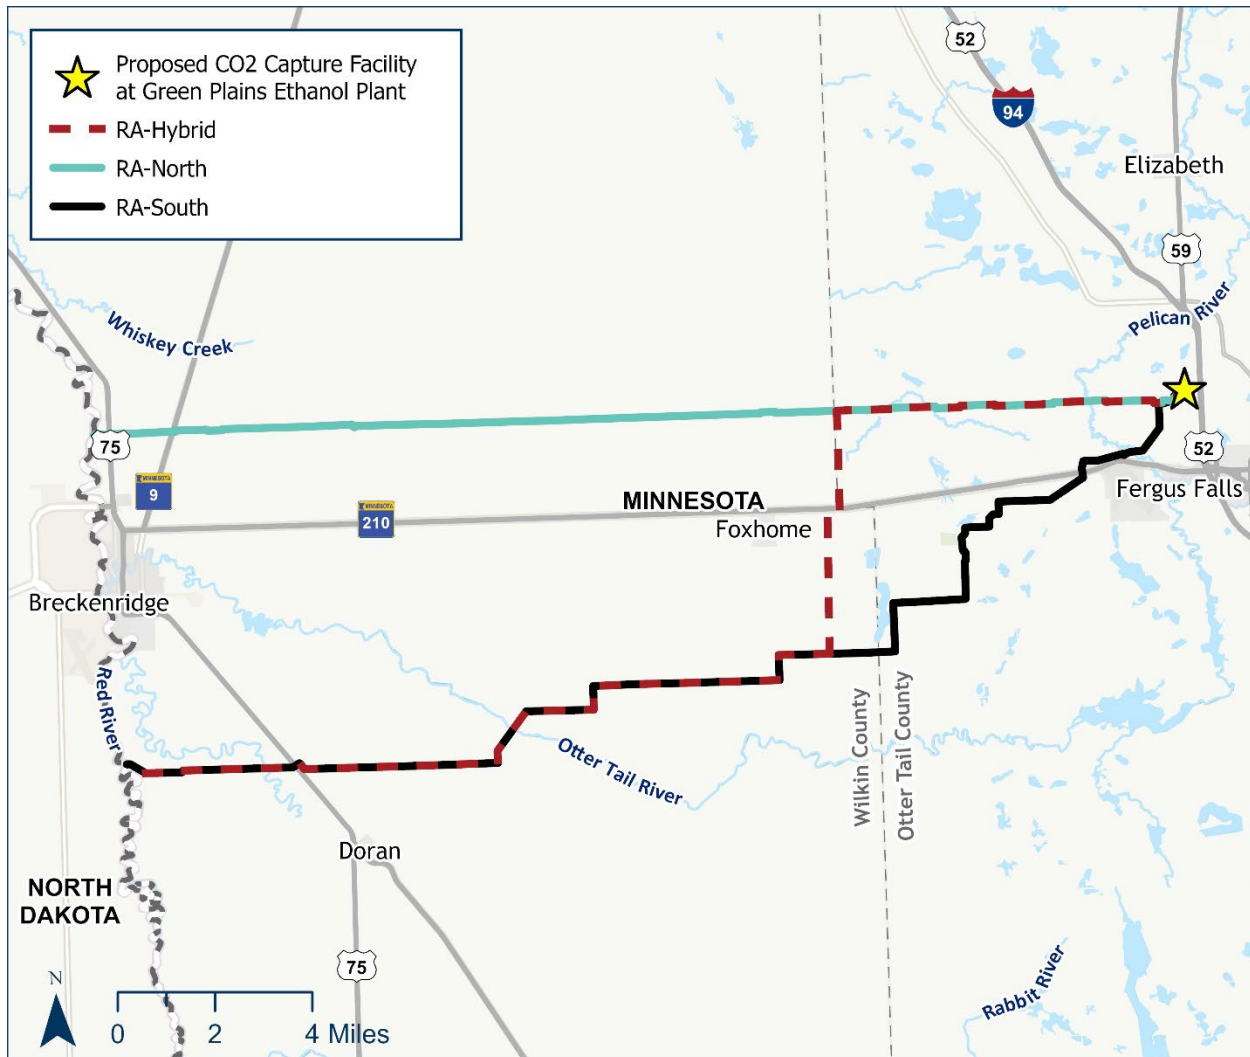 Proposed CO2 Capture Facility
at Green Plains Ethanol Plant
RA-Hybrid
RA-North
RA-South
52
94
Elizabeth
59
Pelican River
Whiskey Creek
75
52
MINNESOTA
9
Fergus Falls
MINNESOTA
210
MINNESOTA
Foxhome
Breckenridge
Red River
Otter Tail River
Wilkin County
Otter Tail County
Doran
NORTH
DAKOTA
75
Rabbit River
N
0 2 4 Miles